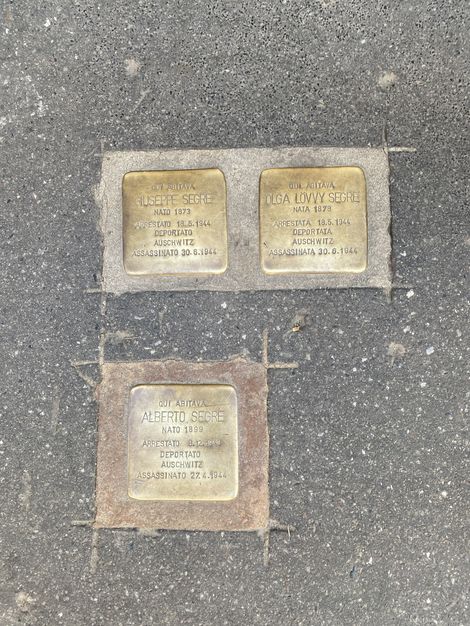 QUI ABITAVA
GIUSEPPE SEGRE
NATO 1873
ARRESTATO 18.5.1944
DEPORTATO
AUSCHWITZ
ASSASSINATO 30.6.1944
QUI ABITAVA
OLGA LOVVY SEGRE
NATA 1878
ARRESTATA 18.5.1944
DEPORTATA
AUSCHWITZ
ASSASSINATA 30.6.1944
QUI ABITAVA
ALBERTO SEGRE
NATO 1899
ARRESTATO
DEPORTATO
AUSCHWITZ
ASSASSINATO 27.4.1944